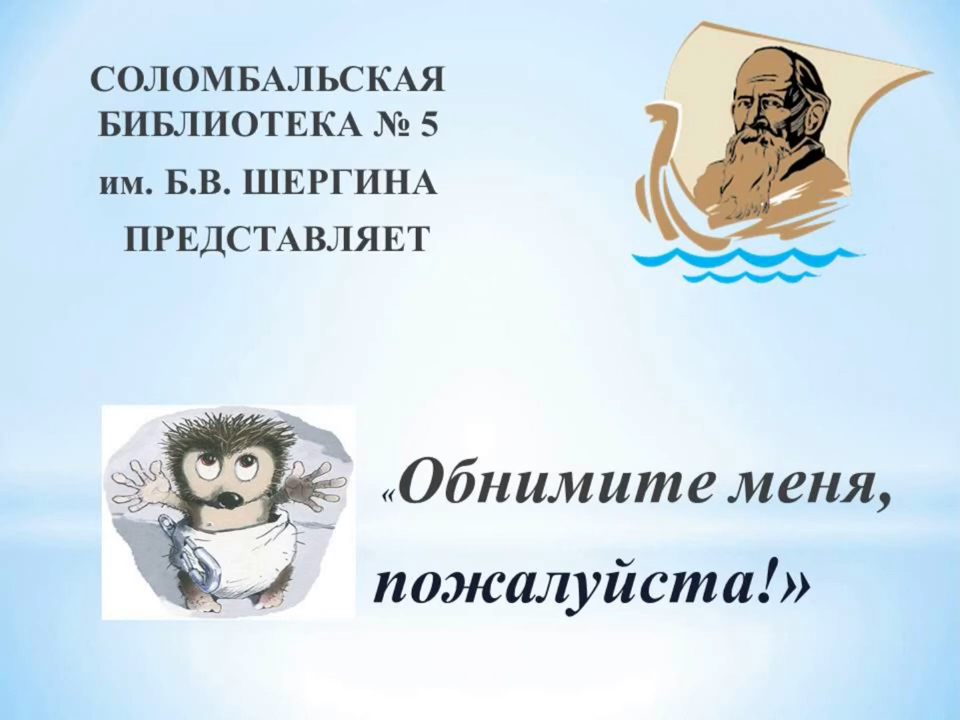 СОЛОМБАЛЬСКАЯ
БИБЛИОТЕКА № 5
им. Б.В. ШЕРГИНА
ПРЕДСТАВЛЯЕТ
«Обнимите меня,
пожалуйста!»